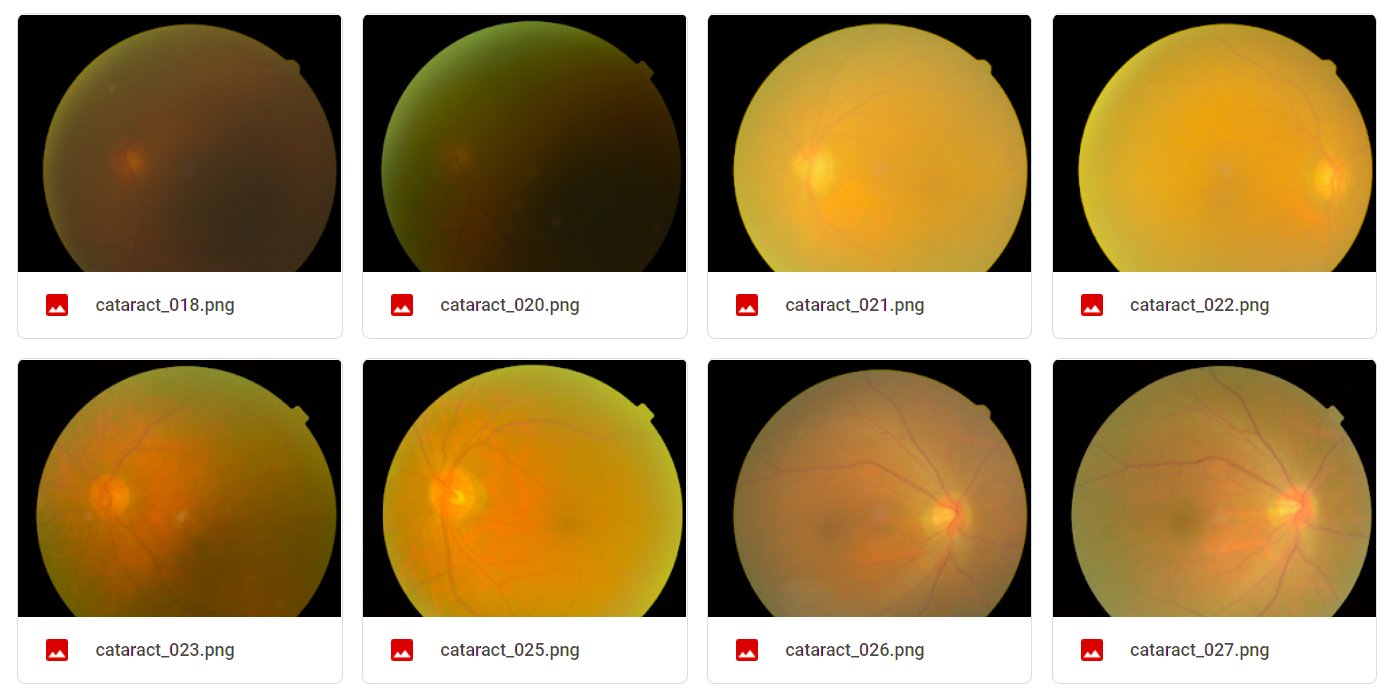 cataract_018.png
cataract_020.png
cataract_021.png
cataract_022.png
cataract_023.png
cataract_025.png
cataract_026.png
cataract_027.png